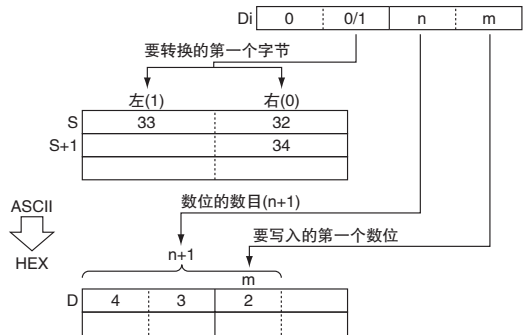 Di 0 0/1 n m
要转换的第一个字节
左(1) 右(0)
S 33 32
S+1 34
数位的数目(n+1)
ASCII
要写入的第一个数位
HEX
n+1
m
D 4 3 2